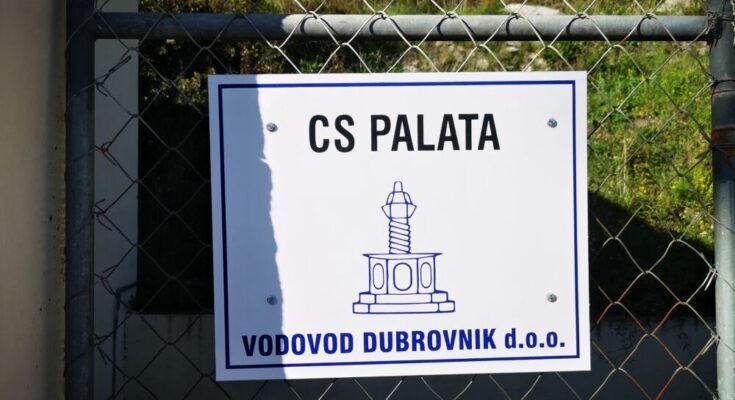 CS PALATA
VODOVOD DUBROVNIK d.o.o.